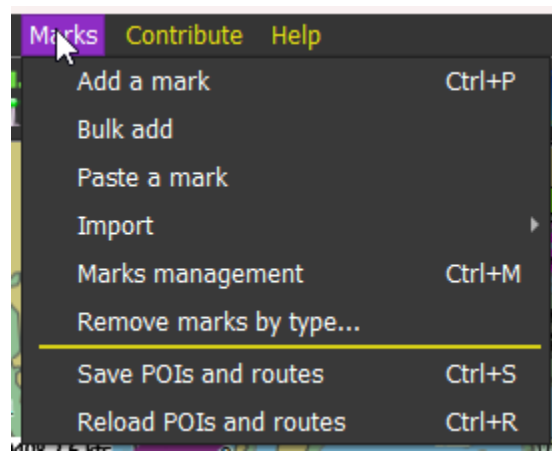 Marks Contribute Help
Add a mark Ctrl+P
Bulk add
Paste a mark
Import
Marks management Ctrl+M
Remove marks by type...
Save POIs and routes Ctrl+S
Reload POIs and routes Ctrl+R